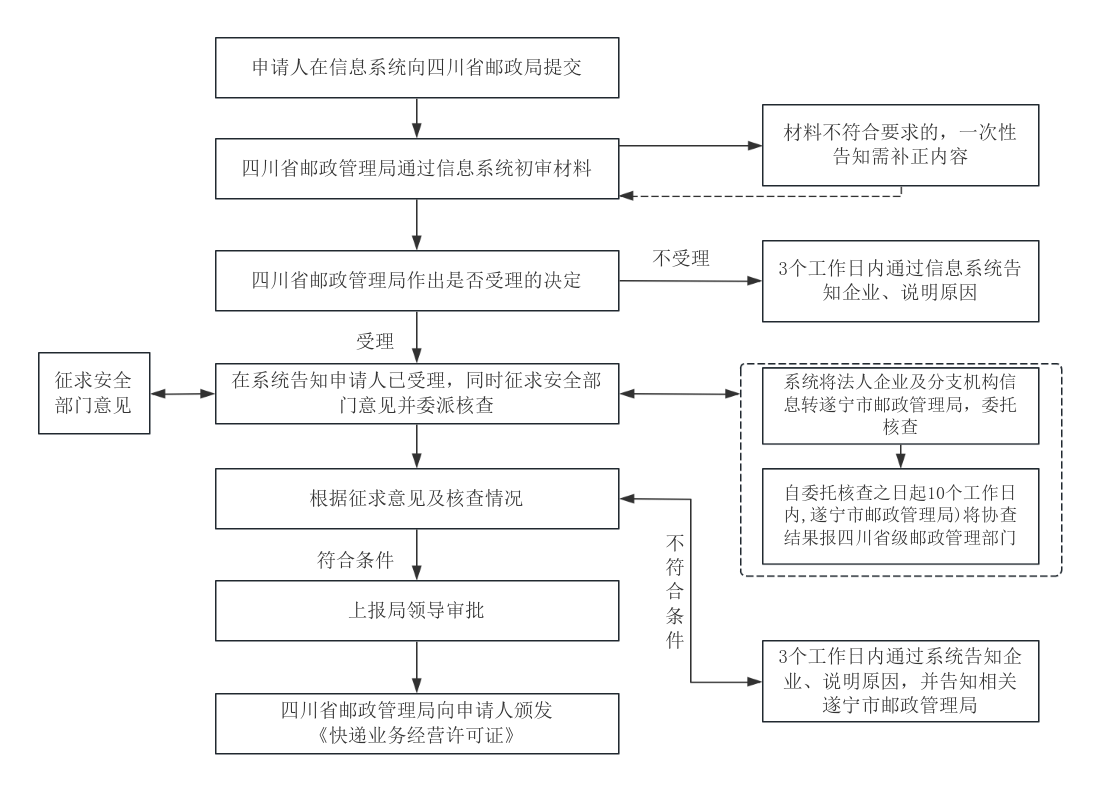 申请人在信息系统向四川省邮政局提交
四川省邮政管理局通过信息系统初审材料
材料不符合要求的，一次性
告知需补正内容
四川省邮政管理局作出是否受理的决定
不受理
3个工作日内通过信息系统告
知企业、说明原因
受理
征求安全
部门意见
在系统告知申请人已受理，同时征求安全部
门意见并委派核查
系统将法人企业及分支机构信
息转遂宁市邮政管理局，委托
核查
自委托核查之日起10个工作日
内,遂宁市邮政管理局)将协查
结果报四川省级邮政管理部门
根据征求意见及核查情况
符合条件
不
符
合
条
件
上报局领导审批
3个工作日内通过系统告知企
业、说明原因，并告知相关
遂宁市邮政管理局
四川省邮政管理局向申请人颁发
《快递业务经营许可证》